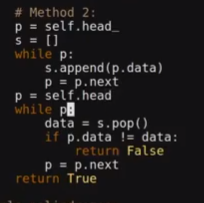 # Method 2:
p = self.head_
s = []
while p:
s.append(p.data)
p = p.next
p = self.head
while p:
data = s.pop()
if p.data != data:
return False
p = p.next
return True